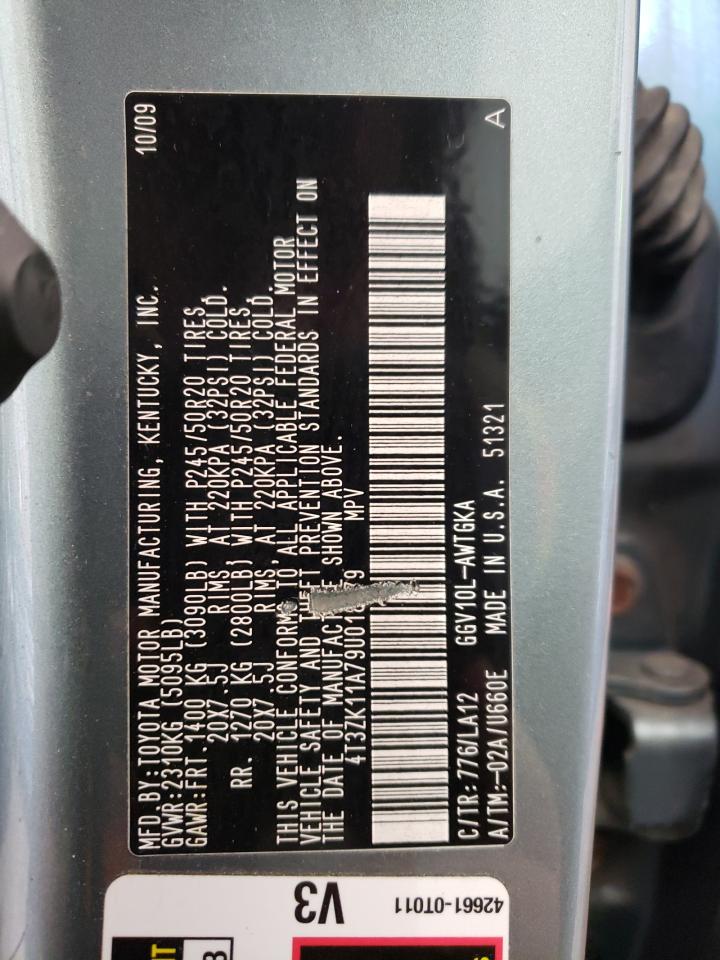 MFD.BY:TOYOTA MOTOR MANUFACTURING, KENTUCKY, INC. 10/09
GVWR:2310KG (5095LB)
GAWR:FRT.1400 KG (3090LB) WITH P245/50R20 TIRES,
20X7.5J RIMS, AT 220KPA (32PSI) COLD.
RR. 1270 KG (2800LB) WITH P245/50R20 TIRES,
20X7.5J RIMS, AT 220KPA (32PSI) COLD.
THIS VEHICLE CONFORMS TO ALL APPLICABLE FEDERAL MOTOR
VEHICLE SAFETY AND THEFT PREVENTION STANDARDS IN EFFECT ON
THE DATE OF MANUFACTURE SHOWN ABOVE.
MPV
C/TR:776/LA12 GGV10L-AWTGKA
A/TM:-02A/U660E MADE IN U.S.A. 51321 A
V3
42661-0T011